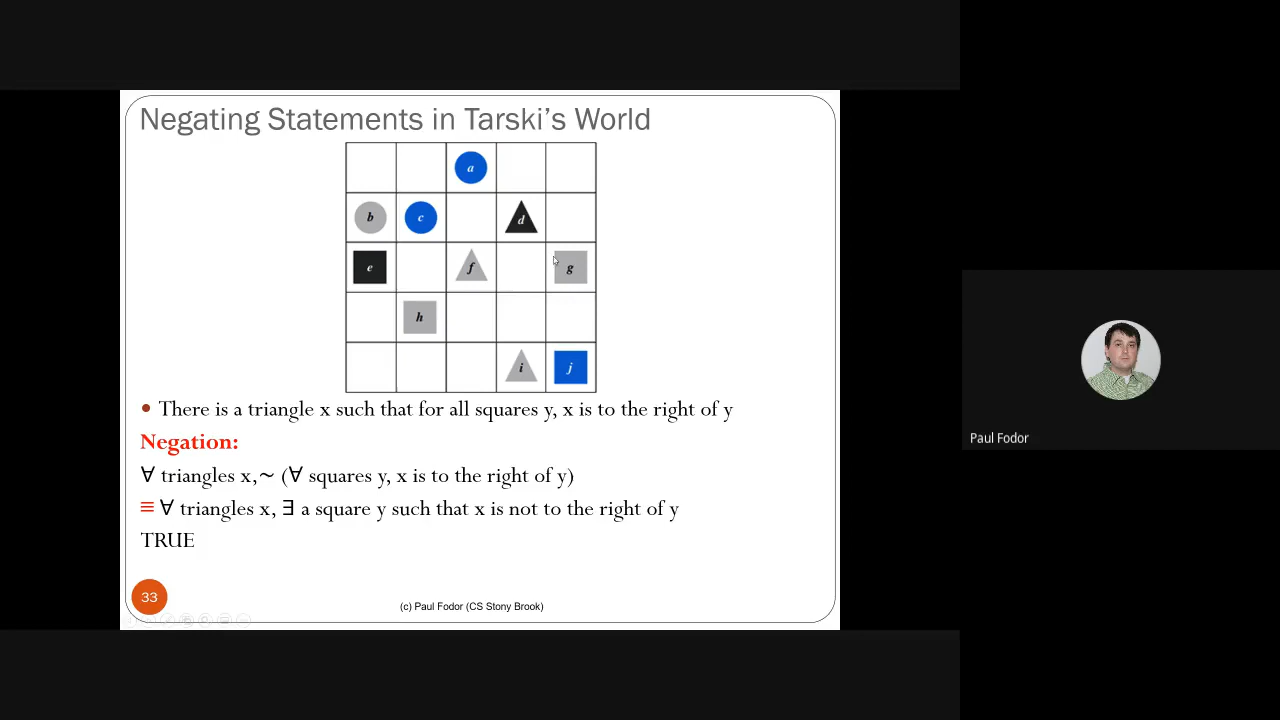 Negating Statements in Tarski's World
a
b c d
e f g
h
i j
• There is a triangle x such that for all squares y, x is to the right of y
Negation:
∀ triangles x,~ (∀ squares y, x is to the right of y)
≡ ∀ triangles x, ∃ a square y such that x is not to the right of y
TRUE
33
(c) Paul Fodor (CS Stony Brook)
Paul Fodor